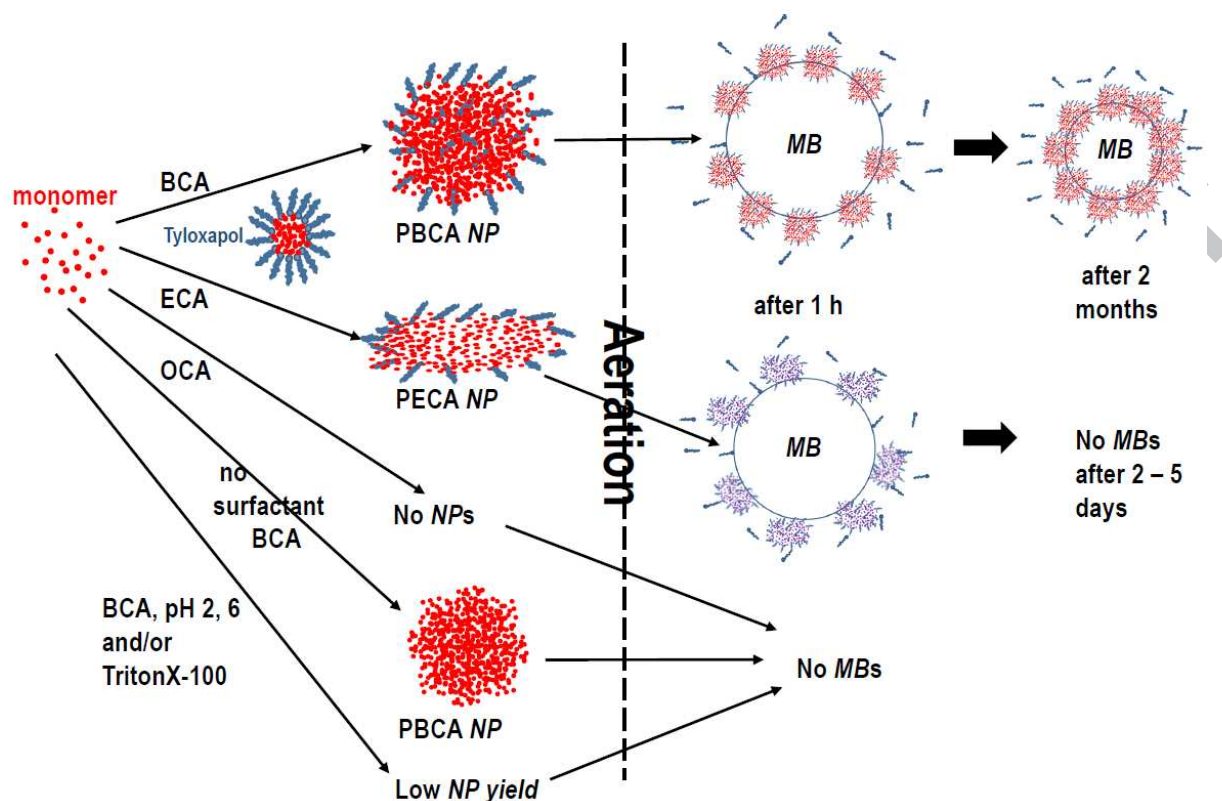 monomer
BCA
Tyloxapol
ECA
OCA
no
surfactant
BCA
BCA, pH 2, 6
and/or
TritonX-100
PBCA NP
PECA NP
No NPs
PBCA NP
Low NP yield
Aeration
MB
after 1 h
MB
after 2
months
MB
No MBs
after 2 – 5
days
No MBs